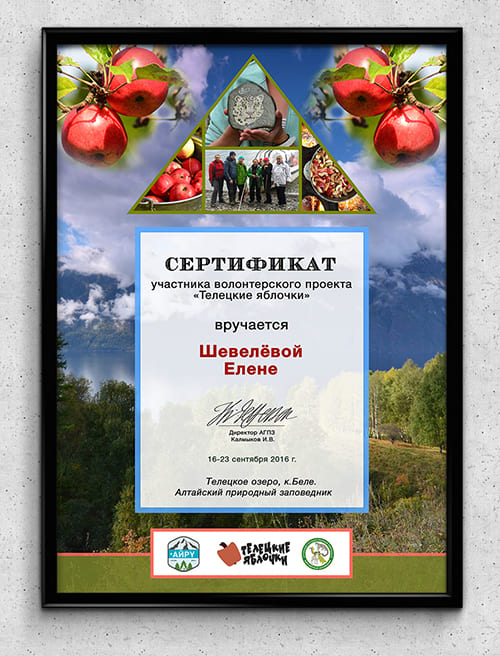 СЕРТИФИКАТ
участника волонтерского проекта
«Телецкие яблочки»
вручается
Шевелёвой
Елене
Директор АГПЗ
Калмыков И.В.
16-23 сентября 2016 г.
Телецкое озеро, к.Беле.
Алтайский природный заповедник
АЙРУ
ТЕЛЕЦКИЕ
ЯБЛОЧКИ